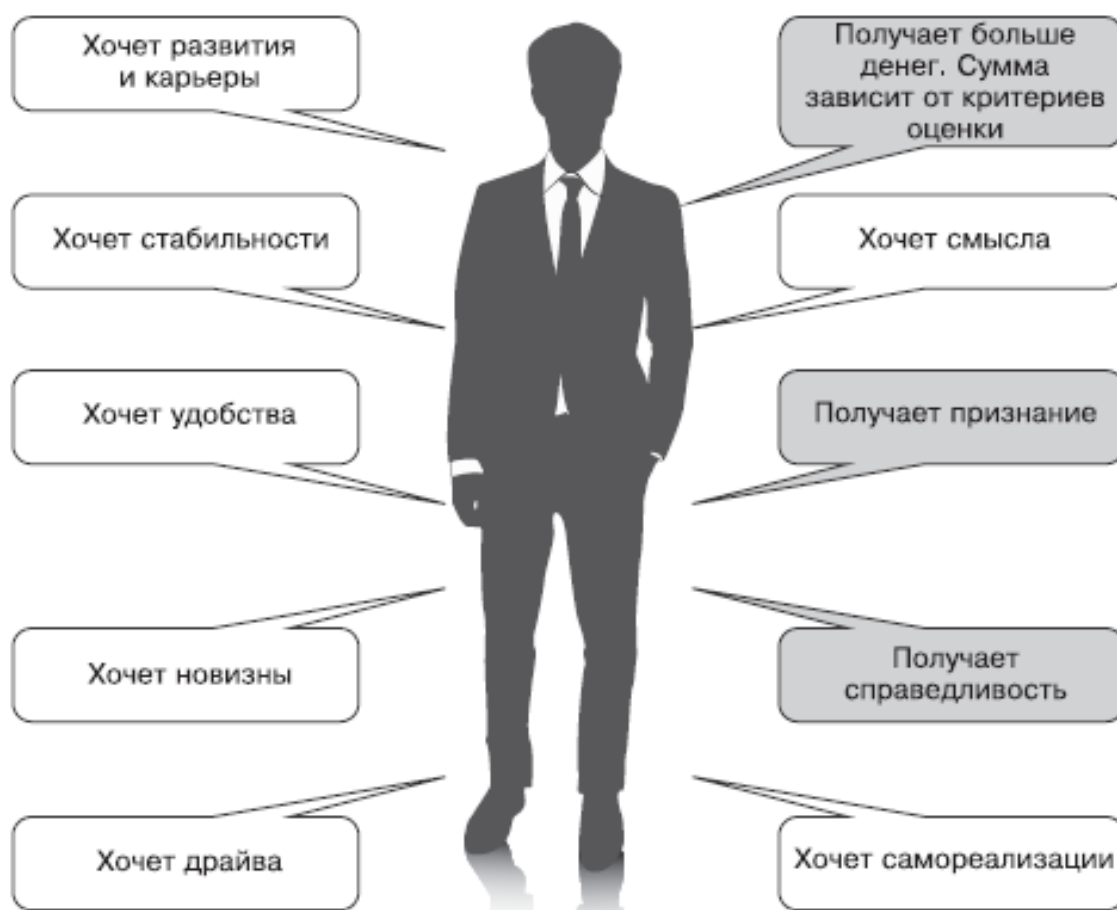 Хочет развития
и карьеры
Получает больше
денег. Сумма
зависит от критериев
оценки
Хочет стабильности
Хочет смысла
Хочет удобства
Получает признание
Хочет новизны
Получает
справедливость
Хочет драйва
Хочет самореализации